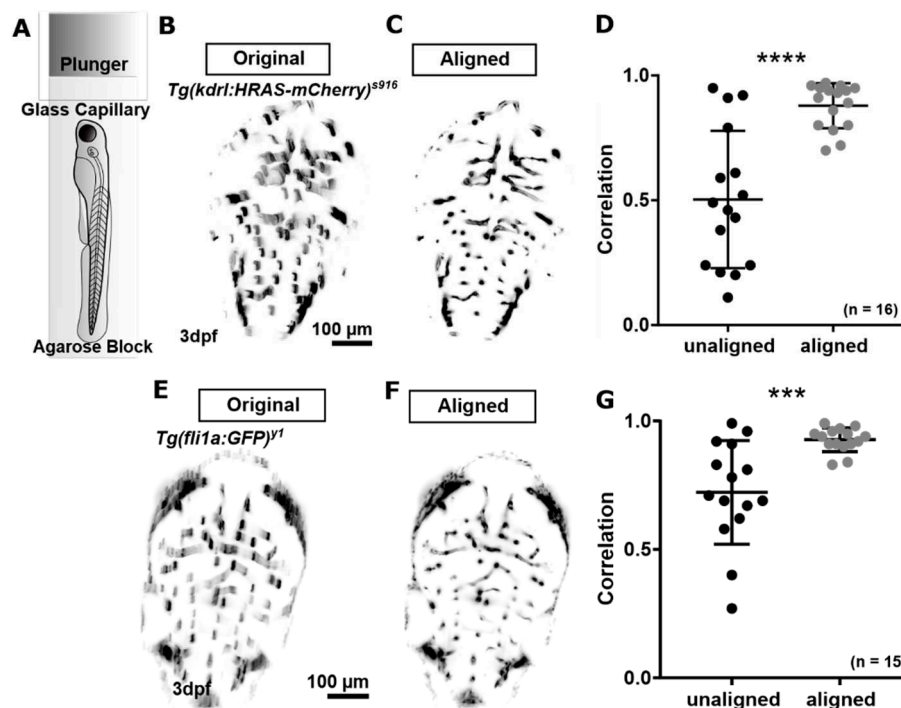 A
Plunger
Glass Capillary
Agarose Block
B
Original
Tg(kdrl:HRAS-mCherry)s916
3dpf
100 μm
C
Aligned
D
****
Correlation
1.0
0.5
0.0
(n = 16)
unaligned aligned
E
Original
Tg(fli1a:GFP)y1
3dpf
100 μm
F
Aligned
G
***
Correlation
1.0
0.5
0.0
(n = 15
unaligned aligned